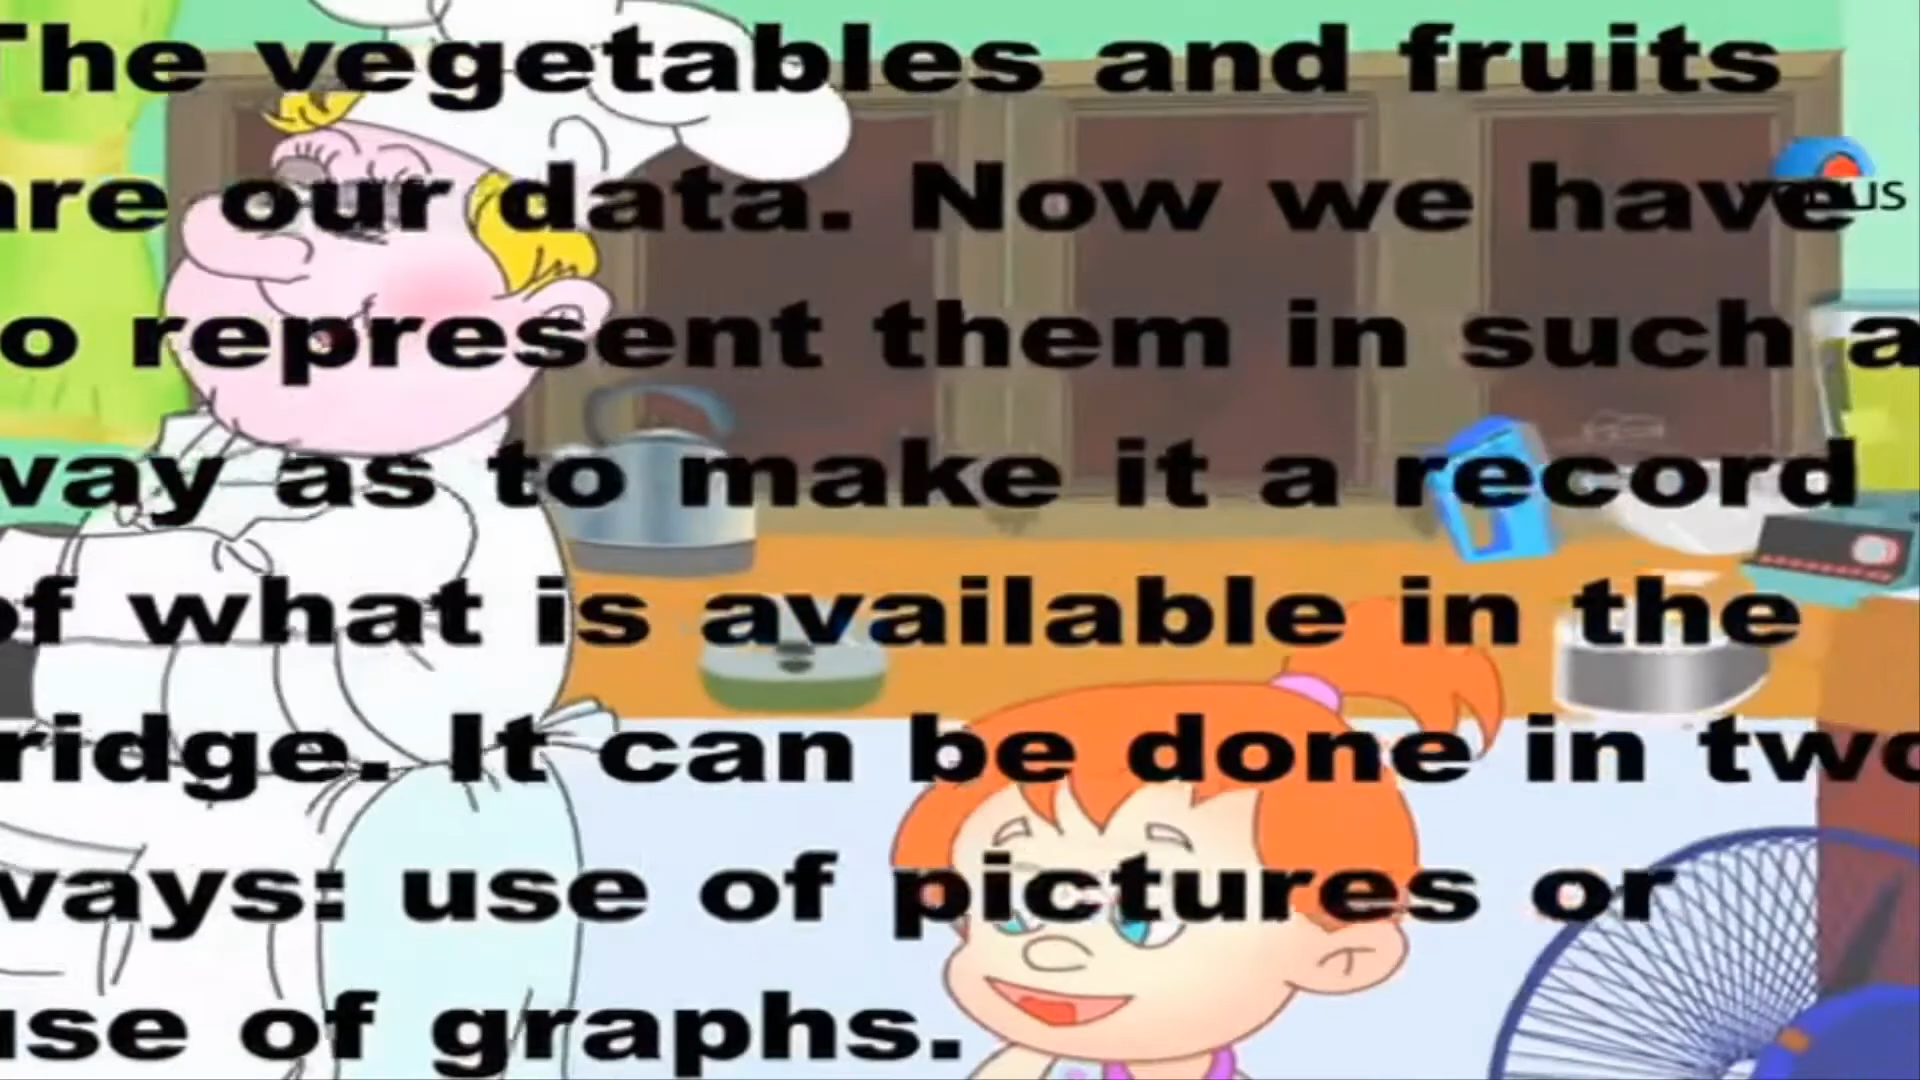 The vegetables and fruits
are our data. Now we have
to represent them in such a
way as to make it a record
of what is available in the
fridge. It can be done in two
ways: use of pictures or
use of graphs.